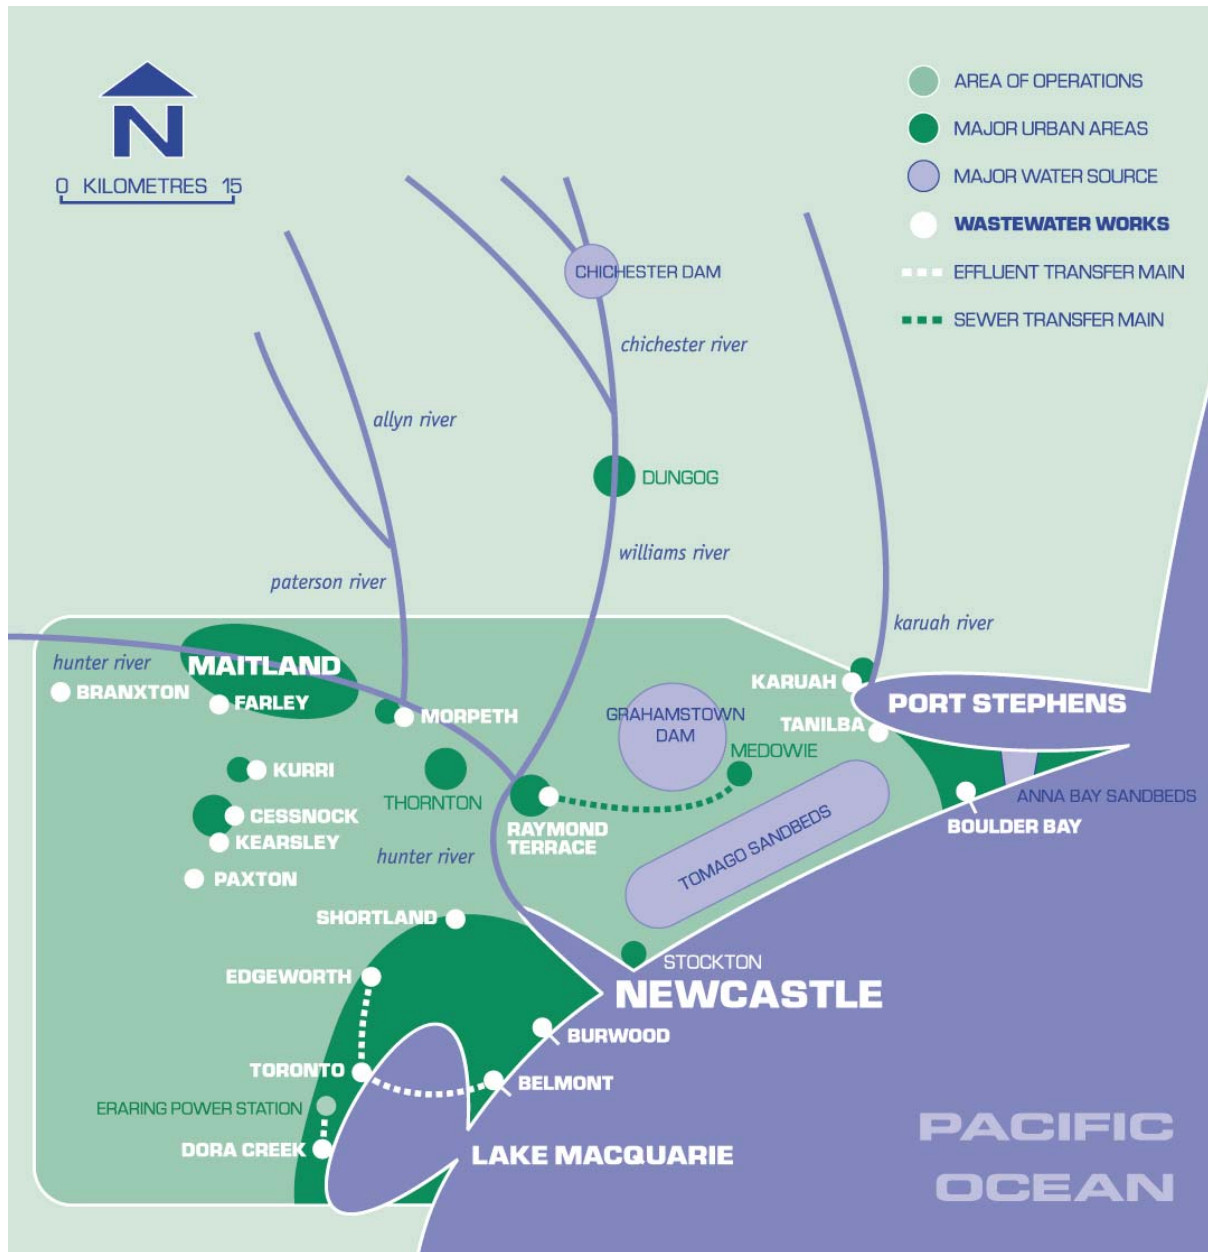 N
0 KILOMETRES 15
AREA OF OPERATIONS
MAJOR URBAN AREAS
MAJOR WATER SOURCE
WASTEWATER WORKS
EFFLUENT TRANSFER MAIN
SEWER TRANSFER MAIN
CHICHESTER DAM
chichester river
allyn river
DUNGOG
williams river
paterson river
karuah river
hunter river
MAITLAND
BRANXTON
FARLEY
MORPETH
KARUAH
PORT STEPHENS
GRAHAMSTOWN
DAM
TANILBA
MEDOWIE
KURRI
THORNTON
ANNA BAY SANDBEDS
CESSNOCK
RAYMOND
TERRACE
BOULDER BAY
KEARSLEY
hunter river
TOMAGO SANDBEDS
PAXTON
SHORTLAND
STOCKTON
EDGEWORTH
NEWCASTLE
BURWOOD
TORONTO
BELMONT
ERARING POWER STATION
DORA CREEK
LAKE MACQUARIE
PACIFIC
OCEAN